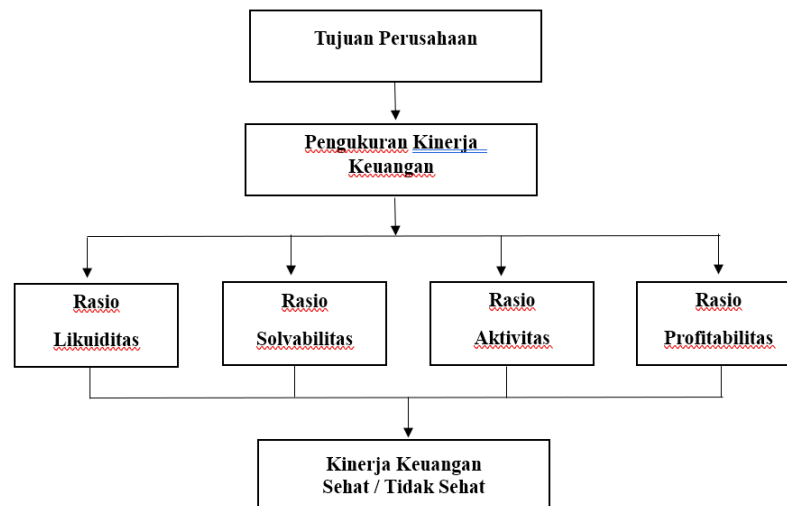 Tujuan Perusahaan
Pengukuran Kinerja
Keuangan
Rasio
Likuiditas
Rasio
Solvabilitas
Rasio
Aktivitas
Rasio
Profitabilitas
Kinerja Keuangan
Sehat / Tidak Sehat